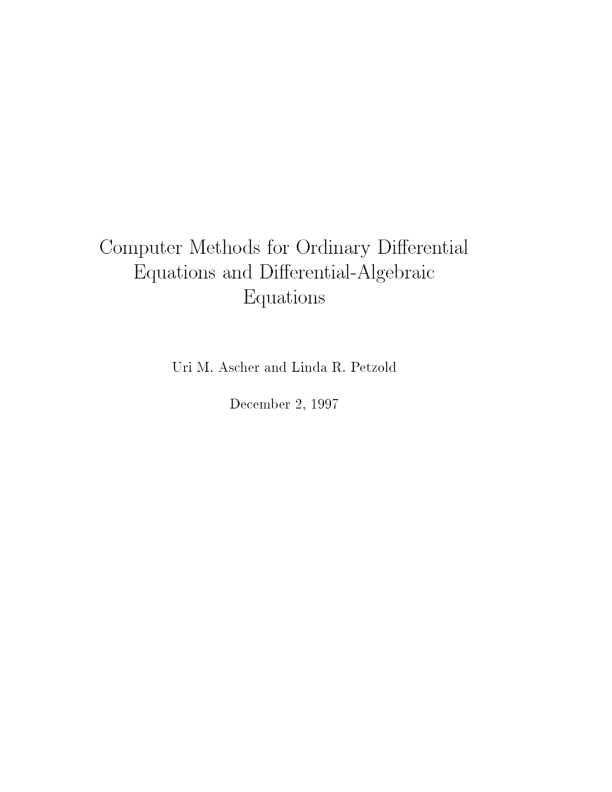 Computer Methods for Ordinary Differential
Equations and Differential-Algebraic
Equations
Uri M. Ascher and Linda R. Petzold
December 2, 1997